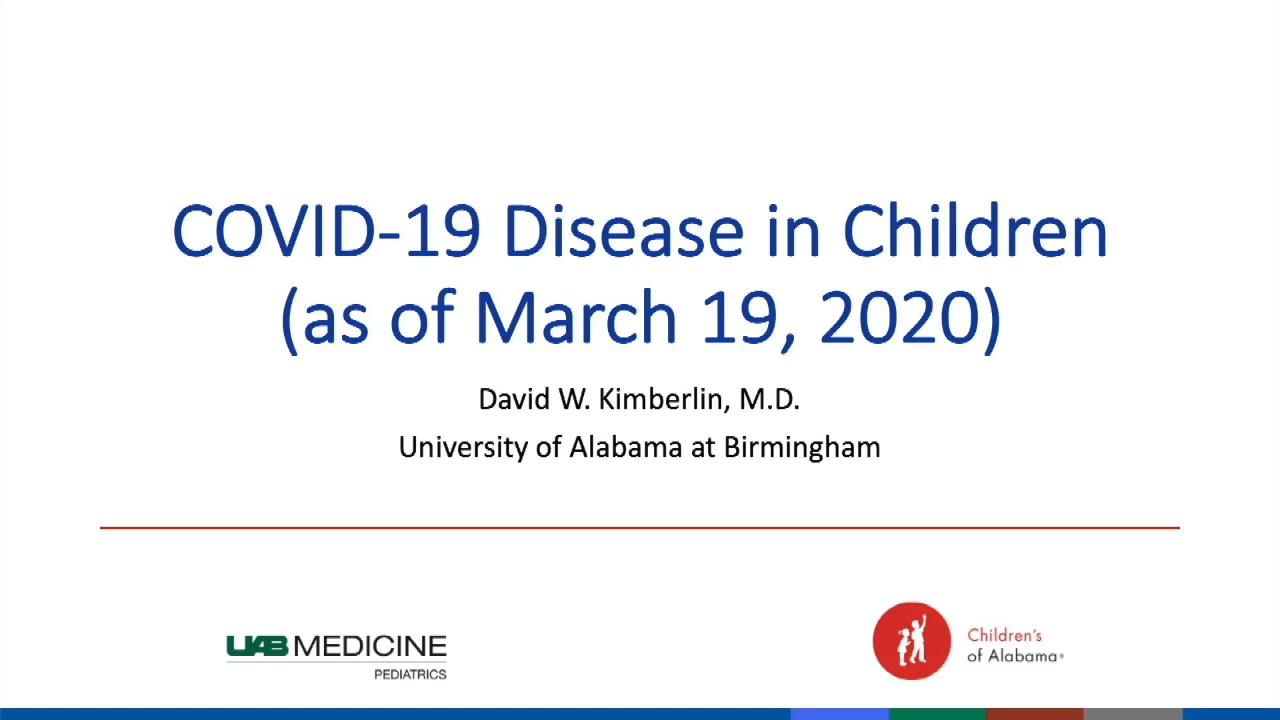 COVID-19 Disease in Children
(as of March 19, 2020)
David W. Kimberlin, M.D.
University of Alabama at Birmingham
UAB MEDICINE
PEDIATRICS
Children's
of Alabama®